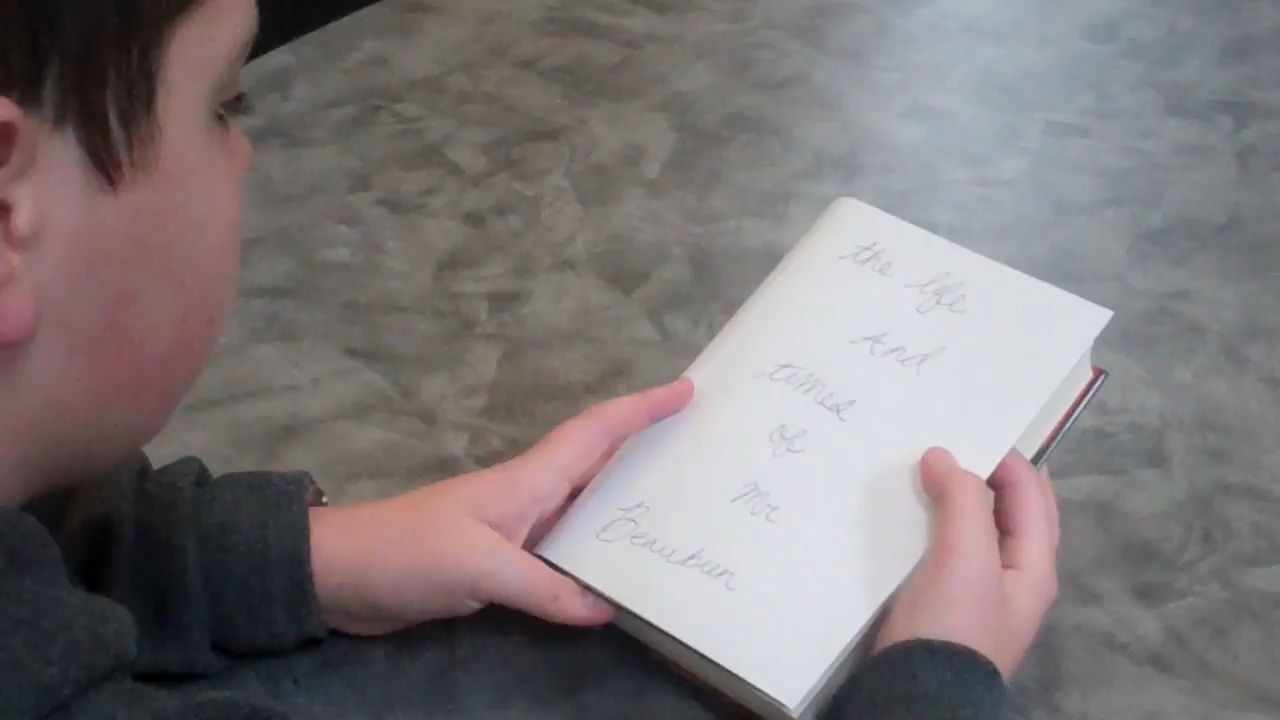 the life
And
times
of
Mr
Beaubien